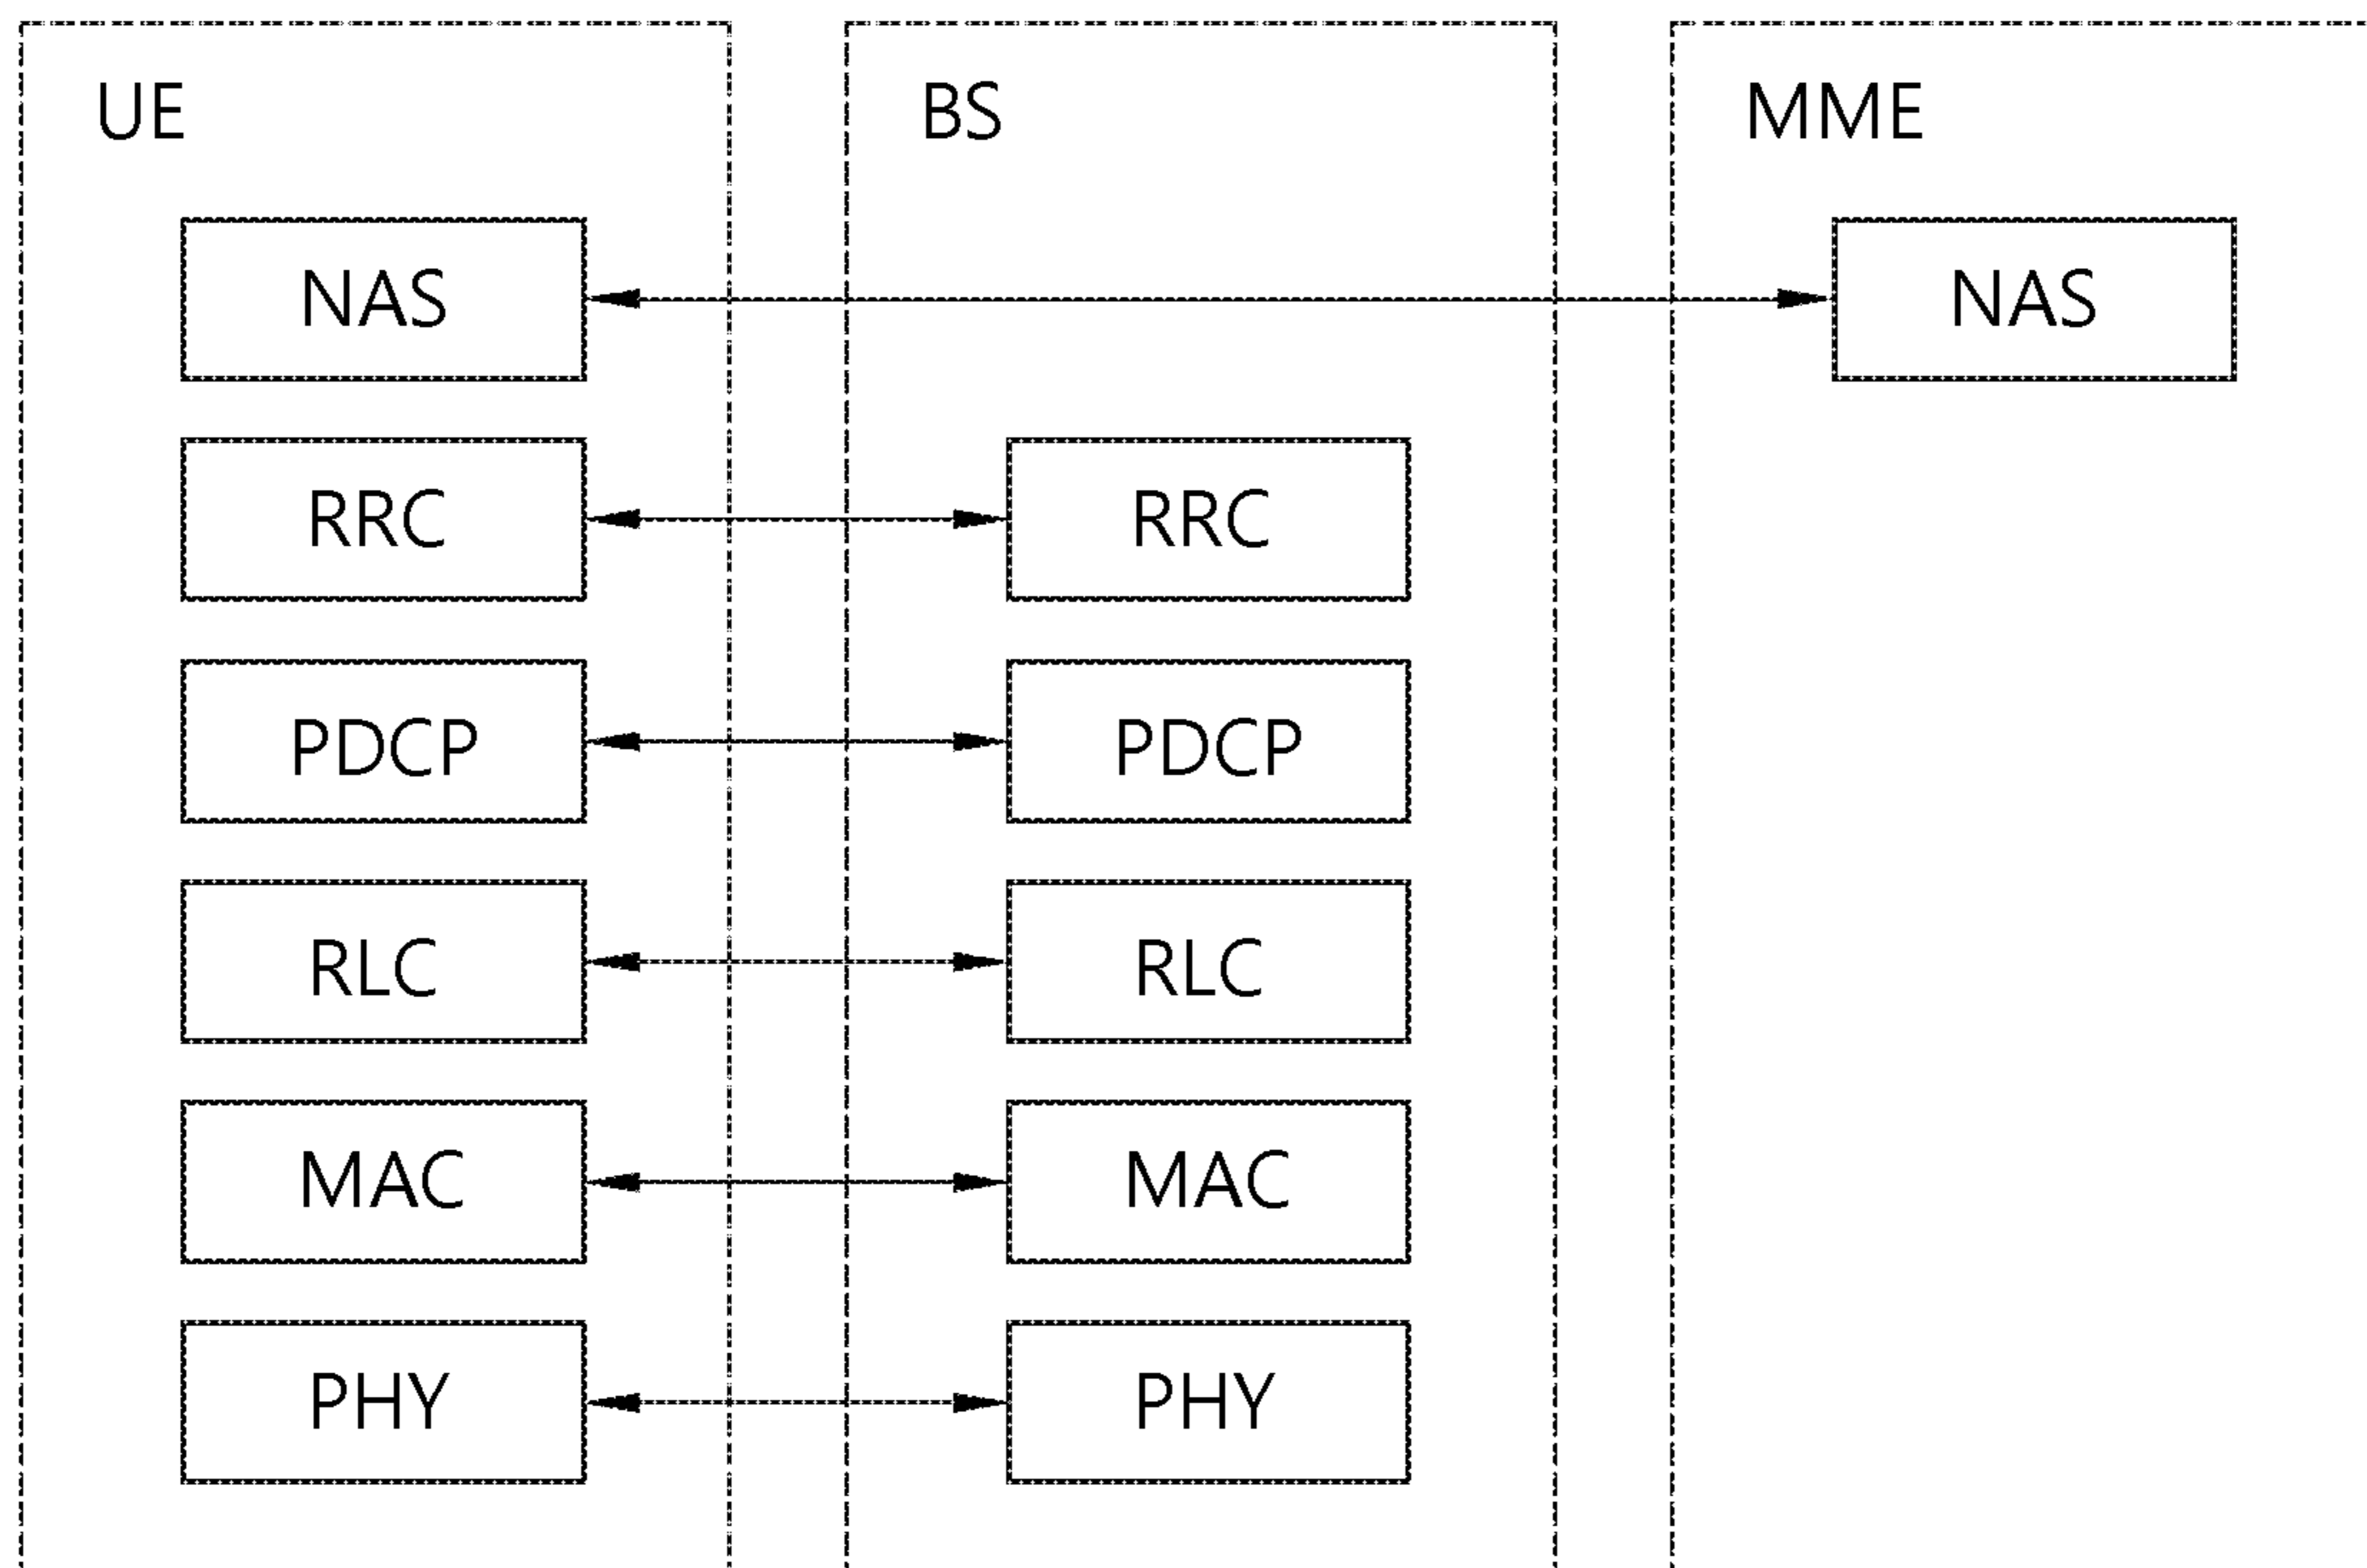 UE BS MME
NAS NAS
RRC RRC
PDCP PDCP
RLC RLC
MAC MAC
PHY PHY